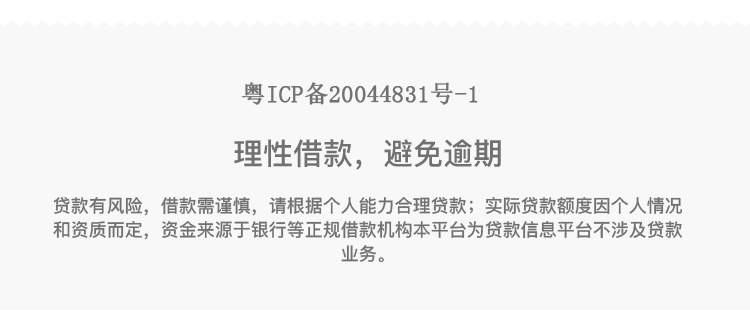 粤ICP备20044831号-1
理性借款，避免逾期
贷款有风险，借款需谨慎，请根据个人能力合理贷款；实际贷款额度因个人情况
和资质而定，资金来源于银行等正规借款机构本平台为贷款信息平台不涉及贷款
业务。